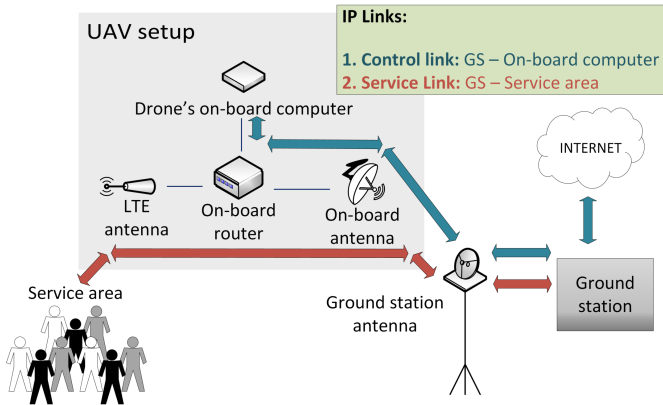 UAV setup
IP Links:
1. Control link: GS – On-board computer
2. Service Link: GS – Service area
Drone's on-board computer
INTERNET
LTE
antenna
On-board
router
On-board
antenna
Service area
Ground station
antenna
Ground
station